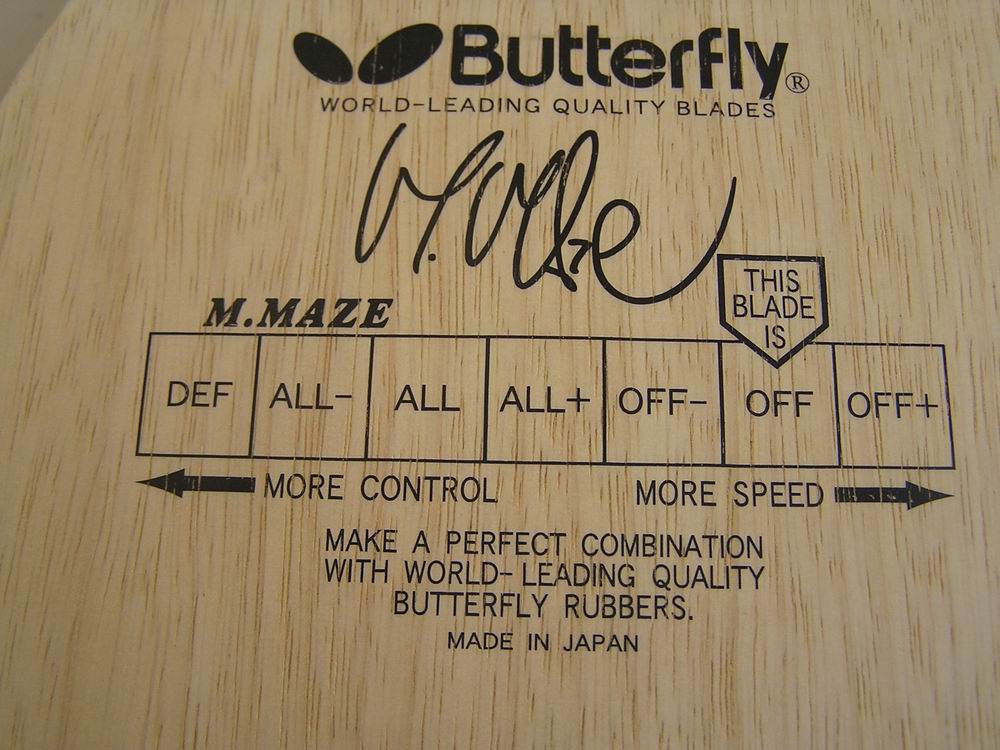 Butterfly®
WORLD-LEADING QUALITY BLADES
M. Maze
THIS
BLADE
IS
M.MAZE
DEF ALL- ALL ALL+ OFF- OFF OFF+
MORE CONTROL MORE SPEED
MAKE A PERFECT COMBINATION
WITH WORLD-LEADING QUALITY
BUTTERFLY RUBBERS.
MADE IN JAPAN